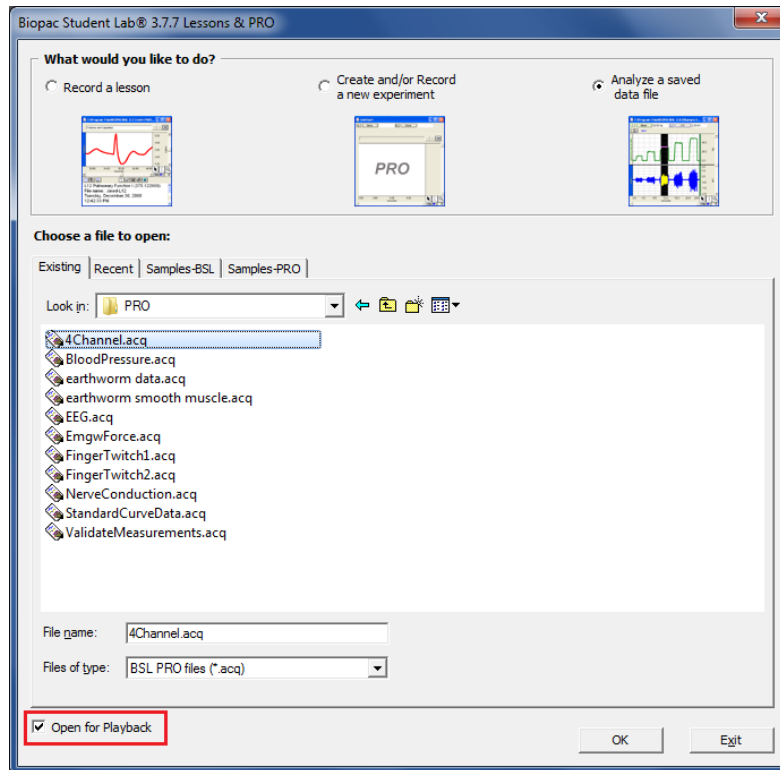 Biopac Student Lab® 3.7.7 Lessons & PRO
What would you like to do?
Record a lesson
Create and/or Record
a new experiment
Analyze a saved
data file
PRO
Choose a file to open:
Existing Recent Samples-BSL Samples-PRO
Look in: PRO
4Channel.acq
BloodPressure.acq
earthworm data.acq
earthworm smooth muscle.acq
EEG.acq
EmgwForce.acq
FingerTwitch1.acq
FingerTwitch2.acq
NerveConduction.acq
StandardCurveData.acq
ValidateMeasurements.acq
File name: 4Channel.acq
Files of type: BSL PRO files (*.acq)
Open for Playback
OK Exit